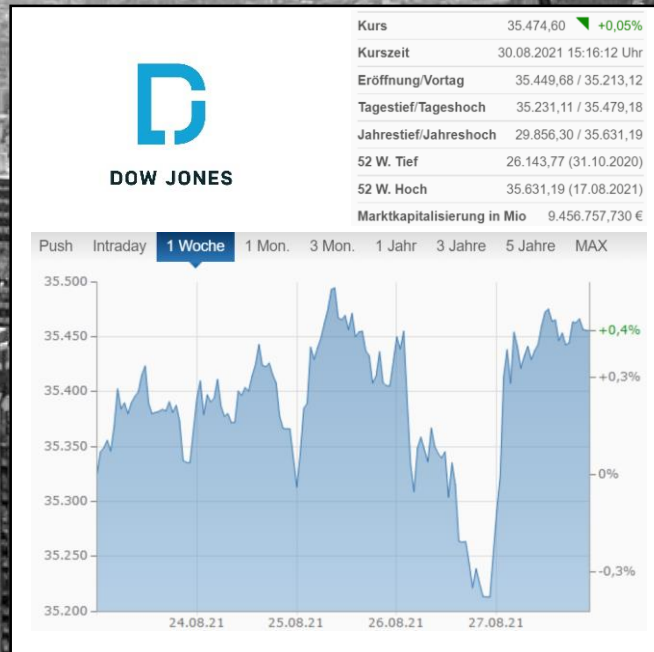 Kurs 35.474,60 +0,05%
Kurszeit 30.08.2021 15:16:12 Uhr
Eröffnung/Vortag 35.449,68 / 35.213,12
Tagestief/Tageshoch 35.231,11 / 35.479,18
Jahrestief/Jahreshoch 29.856,30 / 35.631,19
52 W. Tief 26.143,77 (31.10.2020)
52 W. Hoch 35.631,19 (17.08.2021)
Marktkapitalisierung in Mio 9.456.757,730 €
DOW JONES
Push Intraday 1 Woche 1 Mon. 3 Mon. 1 Jahr 3 Jahre 5 Jahre MAX
35.500
35.450
35.400
35.350
35.300
35.250
35.200
+0,4%
+0,3%
0%
-0,3%
24.08.21 25.08.21 26.08.21 27.08.21